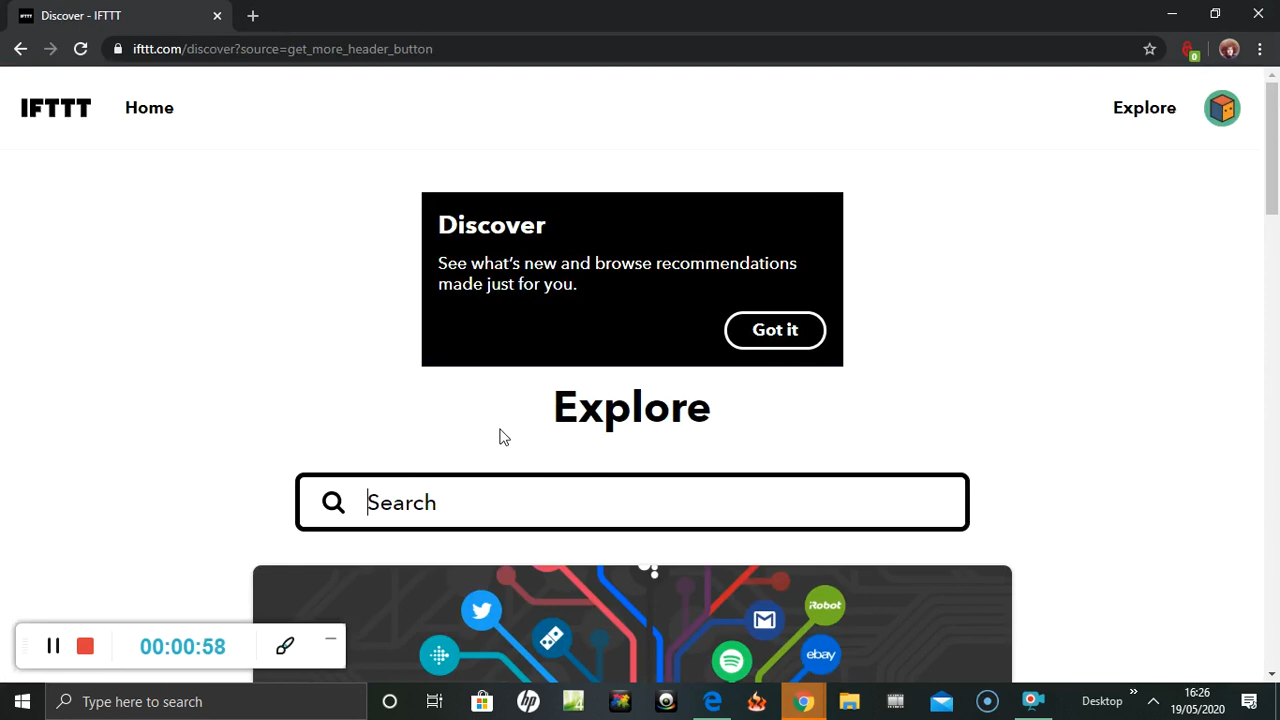 Discover - IFTTT
ifttt.com/discover?source=get_more_header_button
0
IFTTT
Home
Explore
Discover
See what's new and browse recommendations
made just for you.
Got it
Explore
Search
iRobot
ebay
00:00:58
Type here to search
Desktop
16:26
19/05/2020